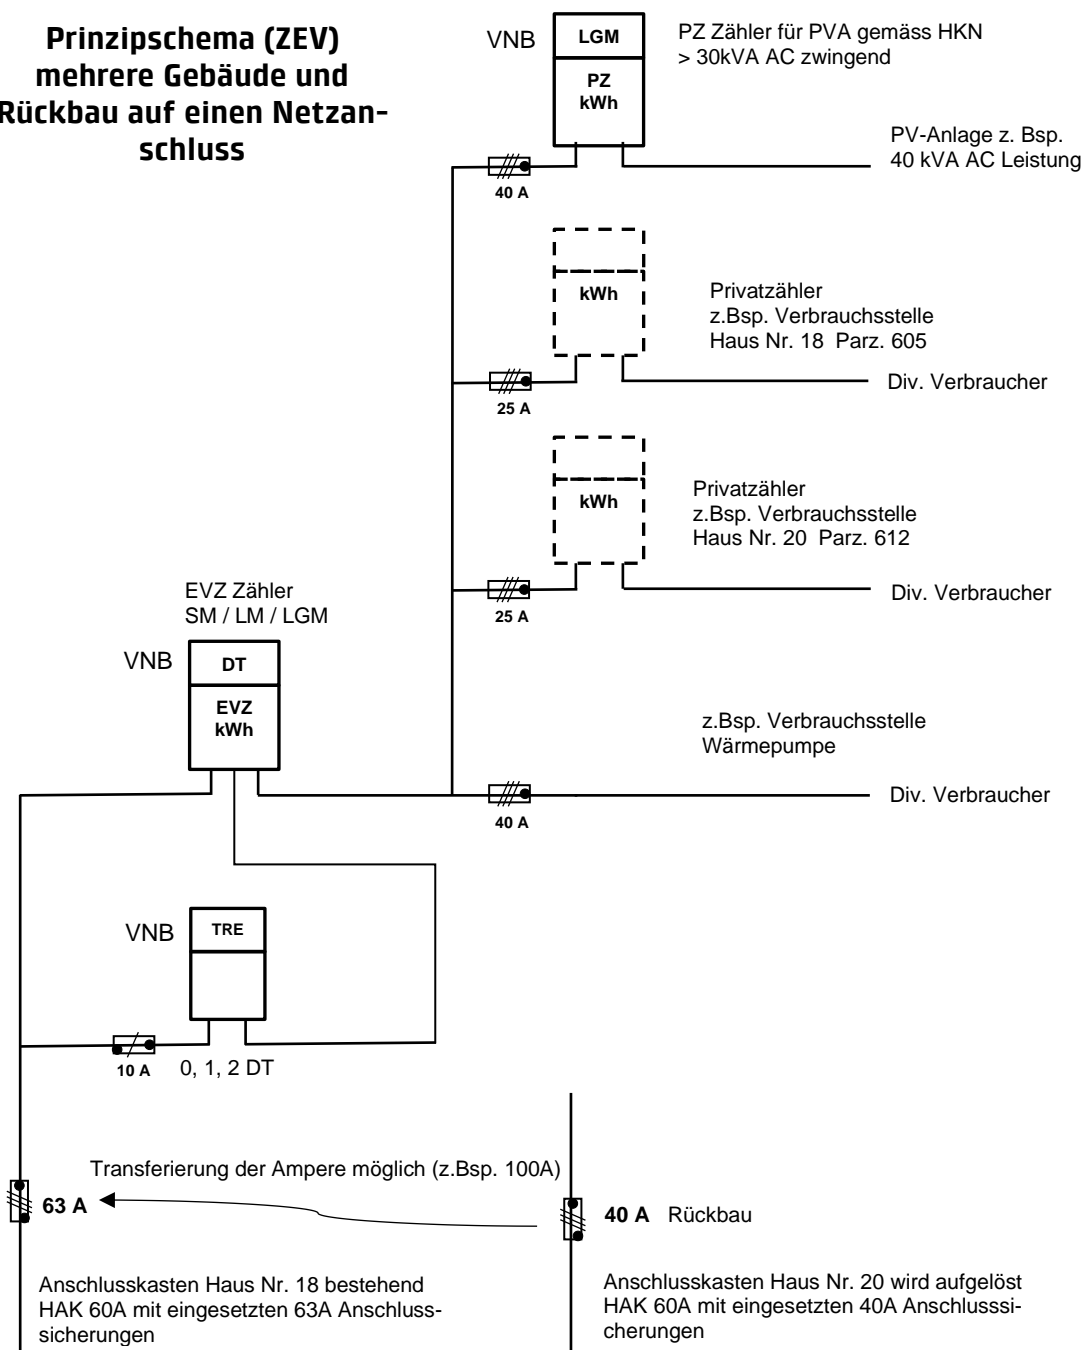 Prinzipschema (ZEV)
mehrere Gebäude und
Rückbau auf einen Netzan-
schluss
VNB
LGM
PZ
kWh
PZ Zähler für PVA gemäss HKN
> 30kVA AC zwingend
PV-Anlage z. Bsp.
40 kVA AC Leistung
40 A
kWh
Privatzähler
z.Bsp. Verbrauchsstelle
Haus Nr. 18 Parz. 605
Div. Verbraucher
25 A
kWh
Privatzähler
z.Bsp. Verbrauchsstelle
Haus Nr. 20 Parz. 612
Div. Verbraucher
25 A
EVZ Zähler
SM / LM / LGM
VNB
DT
EVZ
kWh
z.Bsp. Verbrauchsstelle
Wärmepumpe
Div. Verbraucher
40 A
VNB
TRE
10 A
0, 1, 2 DT
Transferierung der Ampere möglich (z.Bsp. 100A)
63 A
40 A Rückbau
Anschlusskasten Haus Nr. 18 bestehend
HAK 60A mit eingesetzten 63A Anschluss-
sicherungen
Anschlusskasten Haus Nr. 20 wird aufgelöst
HAK 60A mit eingesetzten 40A Anschlusssi-
cherungen